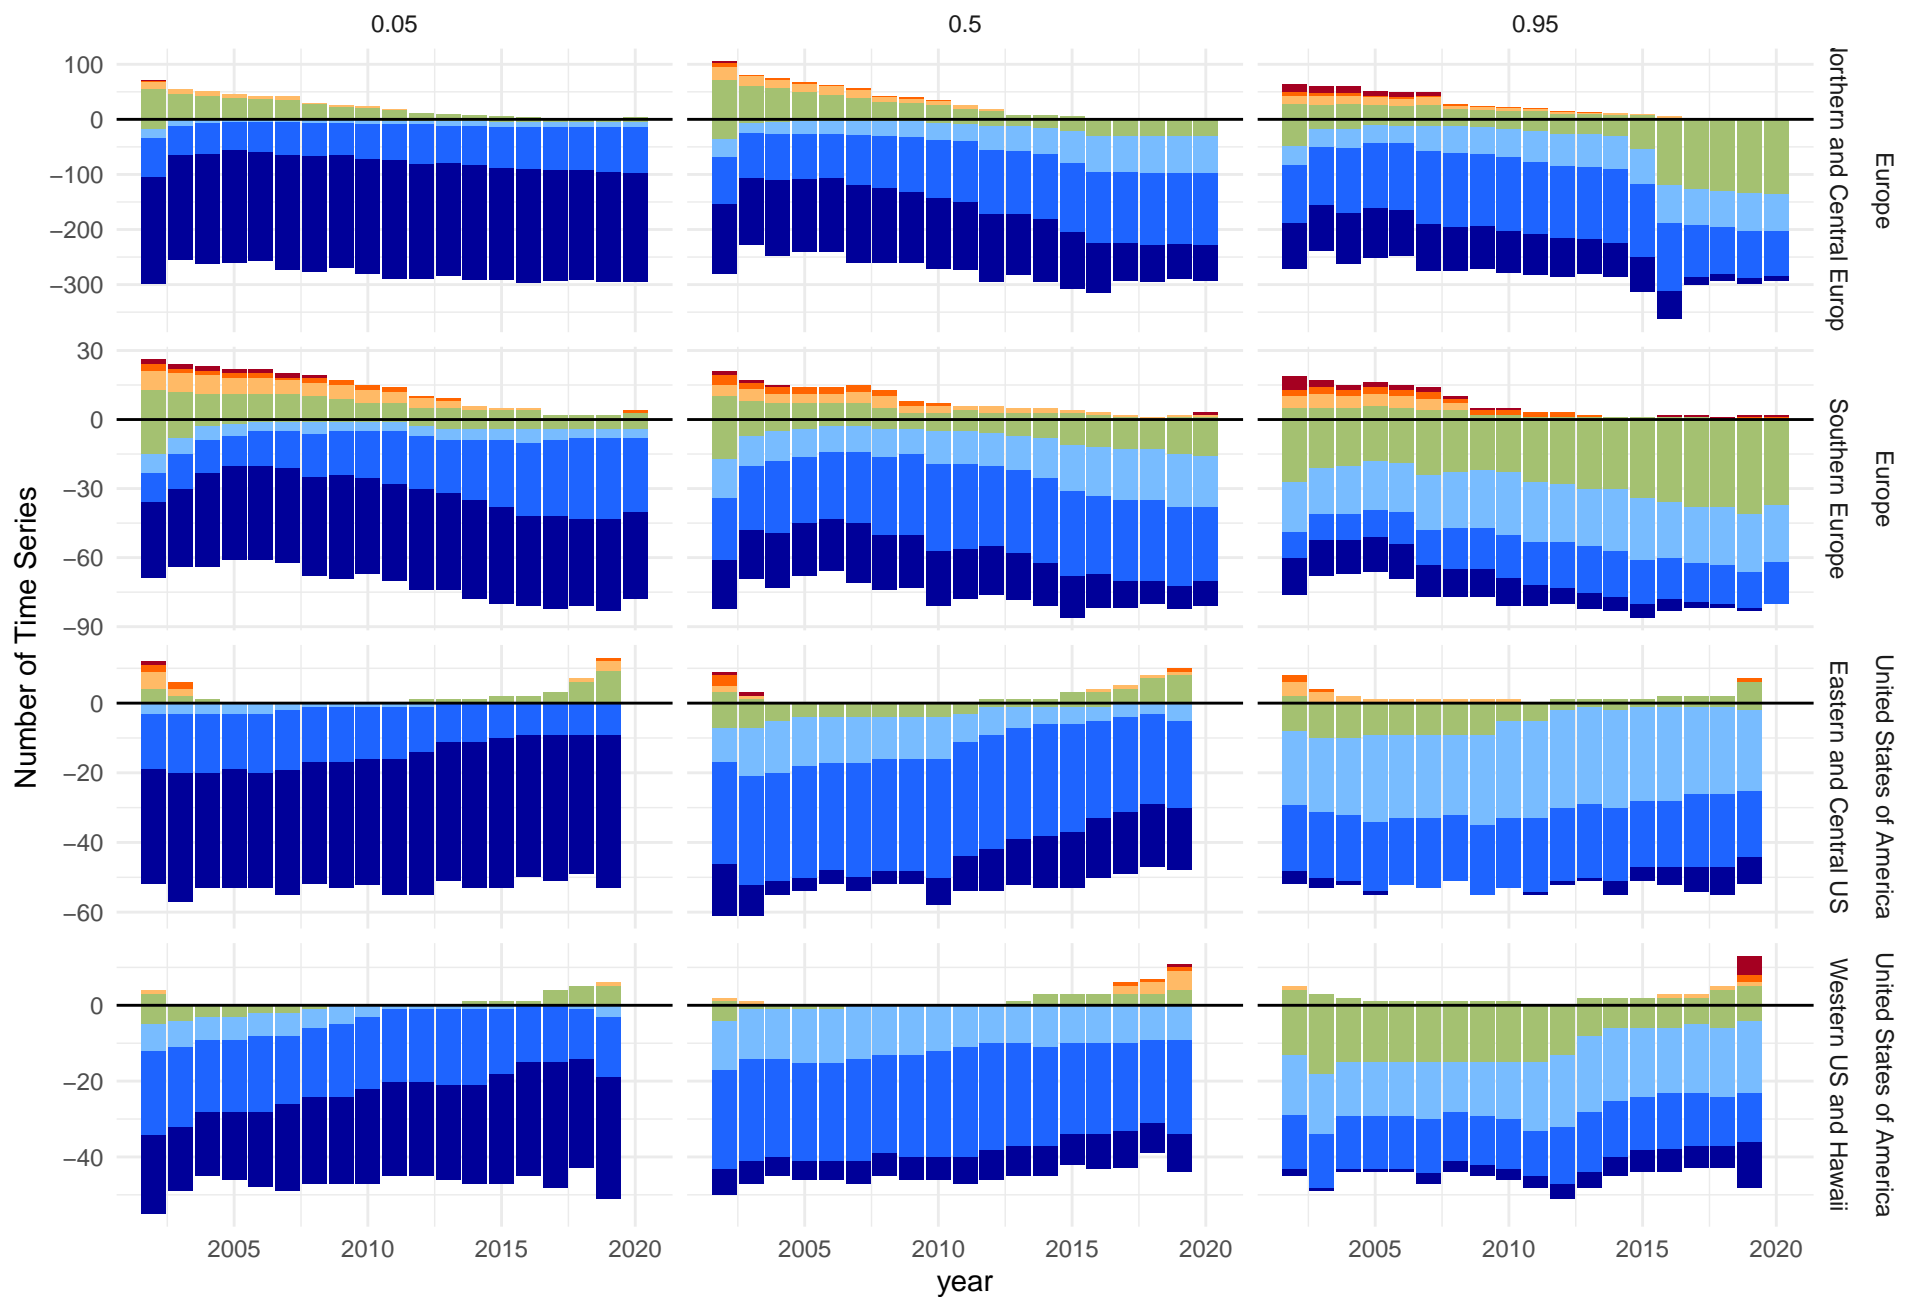 0.05 0.5 0.95
100
0
−100
−200
−300
Northern and Central Europ
Europe
30
0
−30
−60
−90
Southern Europe
Europe
0
−20
−40
−60
Eastern and Central US
United States of America
0
−20
−40
Western US and Hawaii
United States of America
Number of Time Series
2005 2010 2015 2020 2005 2010 2015 2020 2005 2010 2015 2020
year